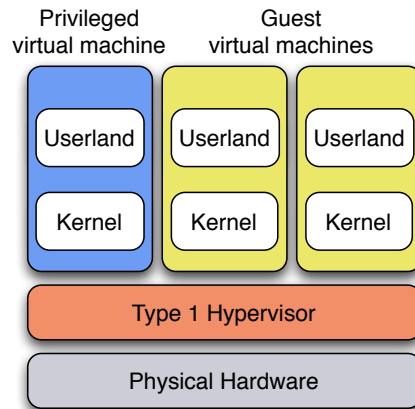 Privileged
virtual machine
Guest
virtual machines
Userland
Userland
Userland
Kernel
Kernel
Kernel
Type 1 Hypervisor
Physical Hardware